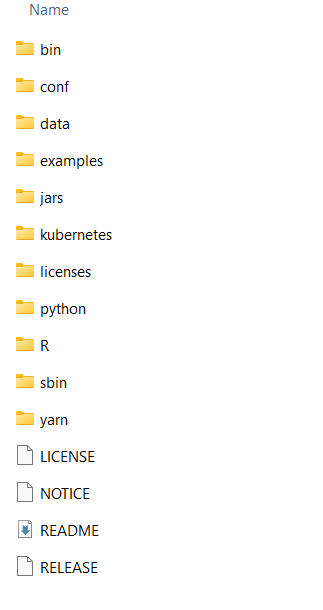 Name
bin
conf
data
examples
jars
kubernetes
licenses
python
R
sbin
yarn
LICENSE
NOTICE
README
RELEASE